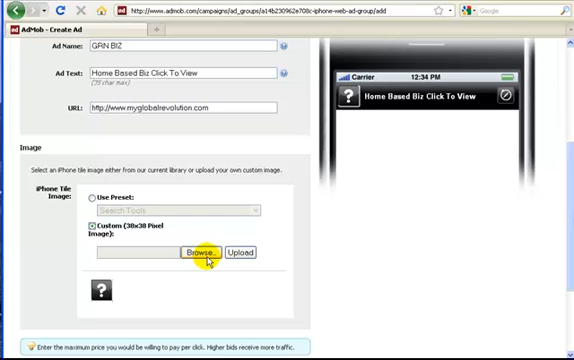 http://www.admob.com/campaigns/ad_groups/a14b230962e708c-iphone-web-ad-group/add
Google
AdMob - Create Ad
Ad Name: GRN BIZ
Ad Text: Home Based Biz Click To View
(35 char max)
URL: http://www.myglobalrevolution.com
Carrier 12:34 PM
? Home Based Biz Click To View
Image
Select an iPhone tile image either from our current library or upload your own custom image.
iPhone Tile
Image:
Use Preset:
Search Tools
Custom (38x38 Pixel
Image):
Browse... Upload
?
Enter the maximum price you would be willing to pay per click. Higher bids receive more traffic.